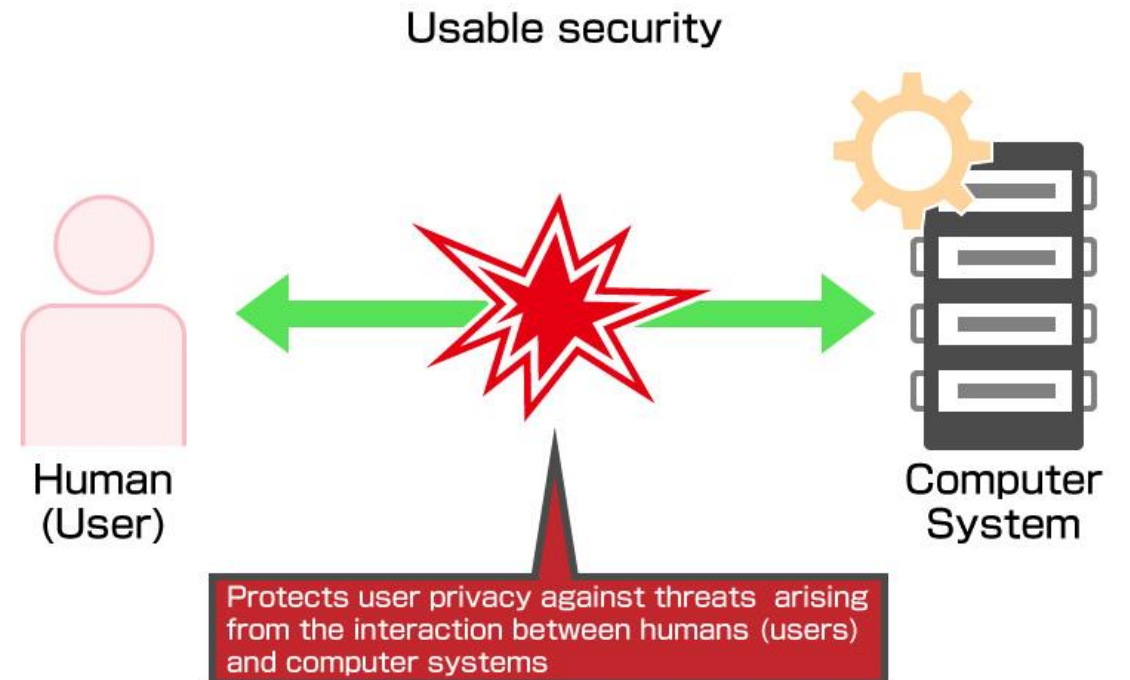 Usable security
Human
(User)
Computer
System
Protects user privacy against threats arising
from the interaction between humans (users)
and computer systems